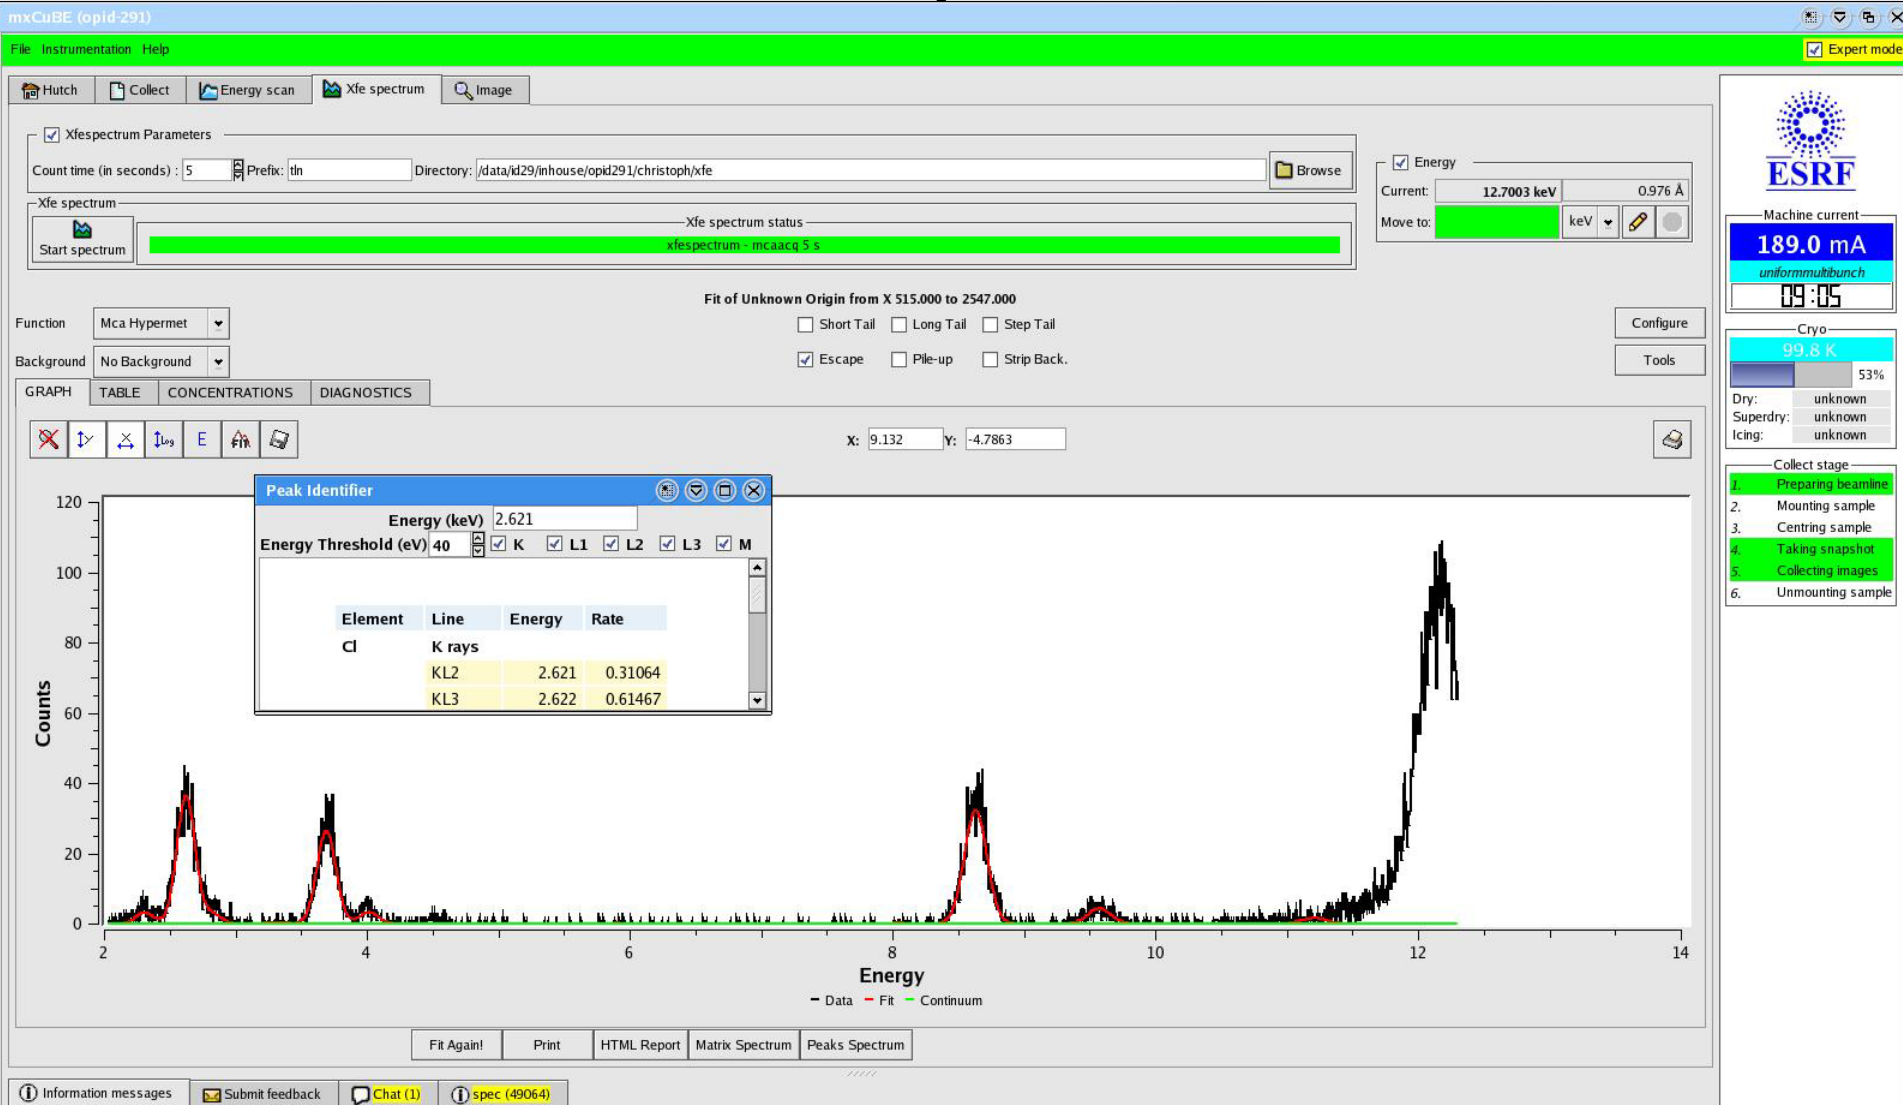 mxCuBE (opid-291)
File Instrumentation Help
Expert mode
Hutch Collect Energy scan Xfe spectrum Image
Xfespectrum Parameters
Count time (in seconds) : 5 Prefix: tln Directory: /data/id29/inhouse/opid291/christoph/xfe Browse
Xfe spectrum
Start spectrum
Xfe spectrum status
xfespectrum - mcaacq 5 s
Energy
Current: 12.7003 keV 0.976 Å
Move to: keV
Fit of Unknown Origin from X 515.000 to 2547.000
Function Mca Hypermet
Short Tail Long Tail Step Tail
Configure
Background No Background
Escape Pile-up Strip Back.
Tools
GRAPH TABLE CONCENTRATIONS DIAGNOSTICS
Log E FIt
X: 9.132 Y: -4.7863
Peak Identifier
Energy (keV) 2.621
Energy Threshold (eV) 40 K L1 L2 L3 M
Element Line Energy Rate
Cl K rays
KL2 2.621 0.31064
KL3 2.622 0.61467
120
100
80
60
40
20
0
Counts
2 4 6 8 10 12 14
Energy
Data Fit Continuum
Fit Again! Print HTML Report Matrix Spectrum Peaks Spectrum
Information messages Submit feedback Chat (1) spec (49064)
ESRF
Machine current
189.0 mA
uniformmultibunch
09:05
Cryo
99.8 K
53%
Dry: unknown
Superdry: unknown
Icing: unknown
Collect stage
1. Preparing beamline
2. Mounting sample
3. Centring sample
4. Taking snapshot
5. Collecting images
6. Unmounting sample